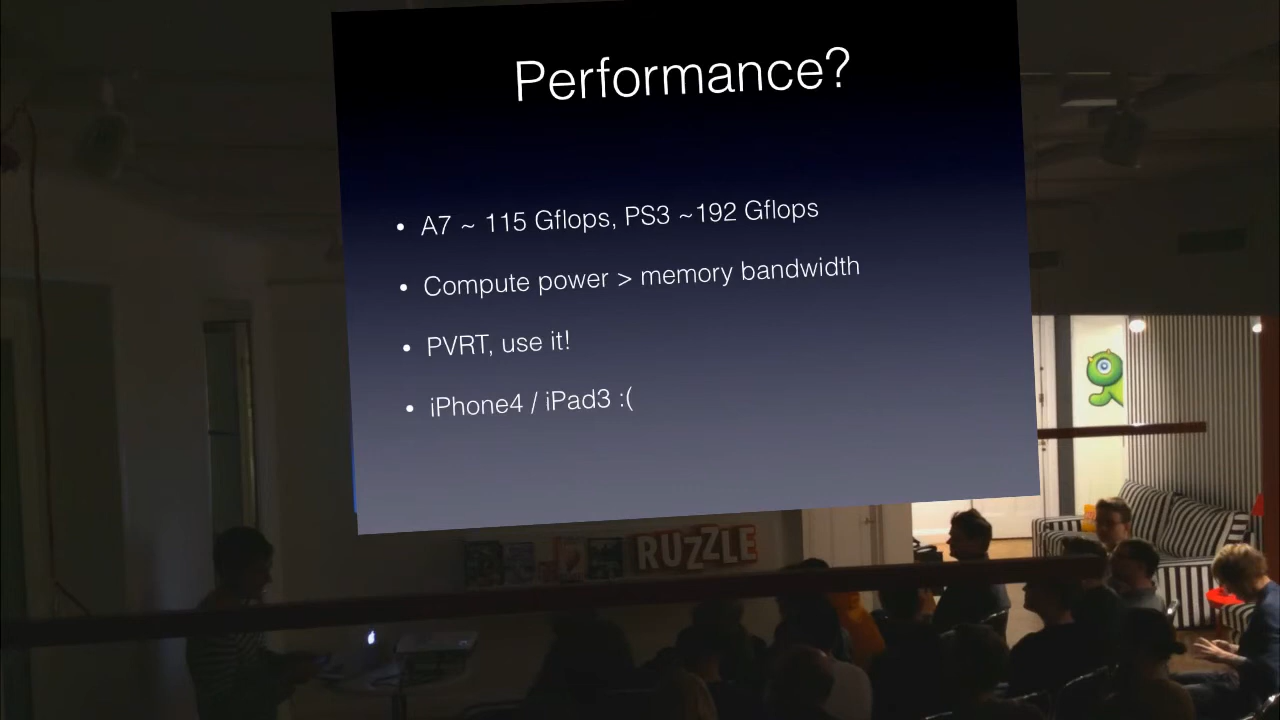 Performance?
• A7 ~ 115 Gflops, PS3 ~192 Gflops
• Compute power > memory bandwidth
• PVRT, use it!
• iPhone4 / iPad3 :(
RUZZLE